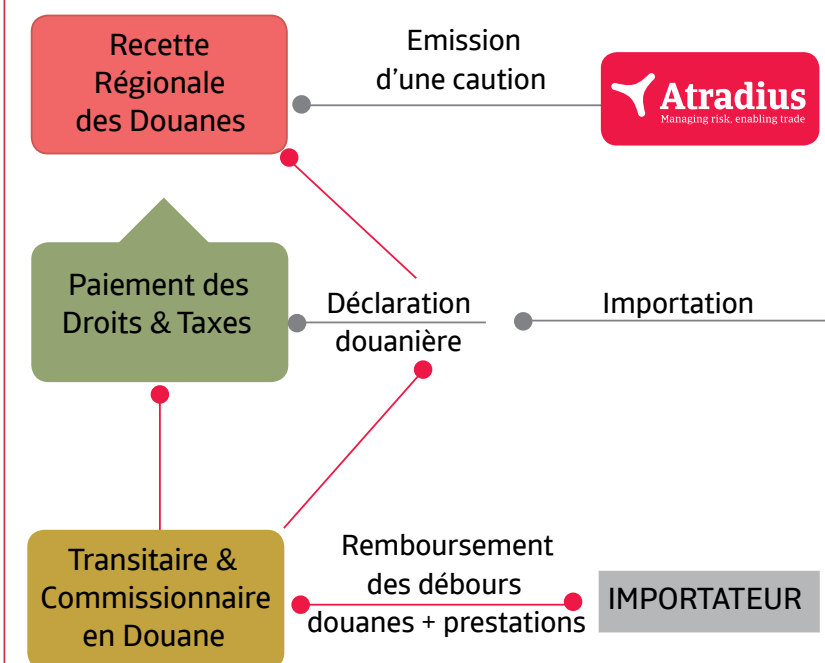 Recette
Régionale
des Douanes
Emission
d’une caution
Atradius
Managing risk, enabling trade
Paiement des
Droits & Taxes
Déclaration
douanière
Importation
Transitaire &
Commissionnaire
en Douane
Remboursement
des débours
douanes + prestations
IMPORTATEUR